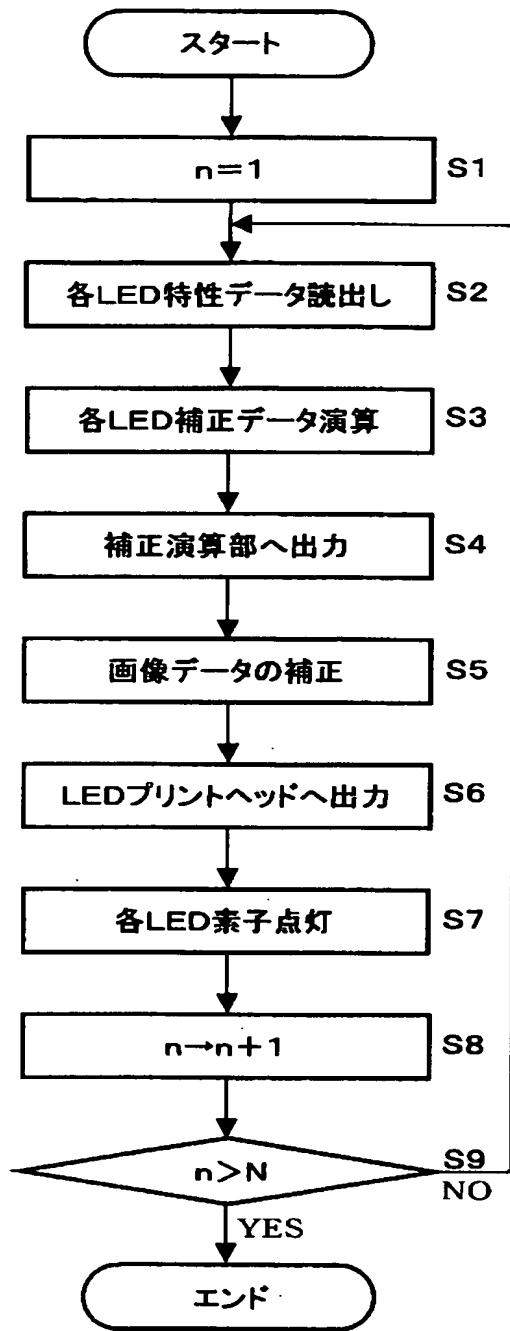 スタート
n=1 S1
各LED特性データ読出し S2
各LED補正データ演算 S3
補正演算部へ出力 S4
画像データの補正 S5
LEDプリントヘッドへ出力 S6
各LED素子点灯 S7
n→n+1 S8
n>N S9
NO
YES
エンド